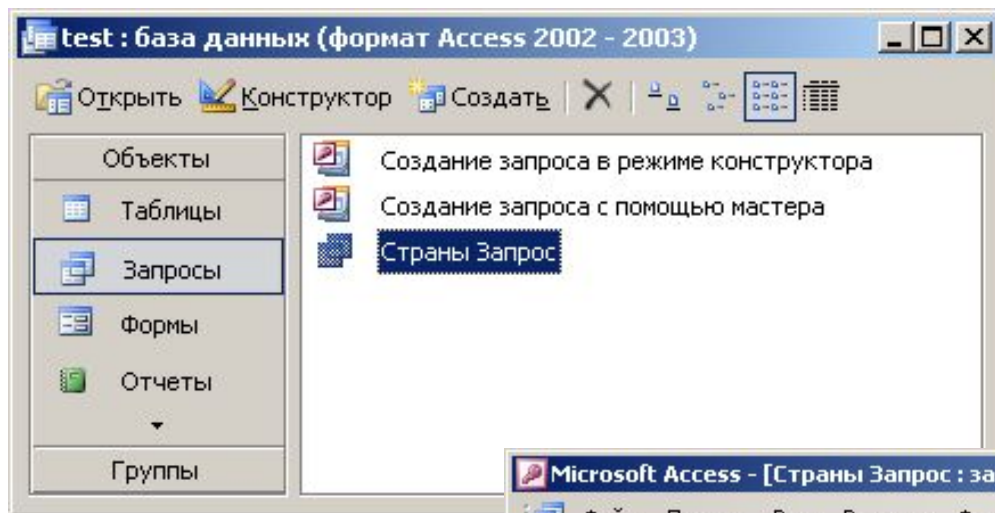 test : база данных (формат Access 2002 - 2003)
Открыть Конструктор Создать
Объекты
Таблицы
Запросы
Формы
Отчеты
Группы
Создание запроса в режиме конструктора
Создание запроса с помощью мастера
Страны Запрос
Microsoft Access - [Страны Запрос : за